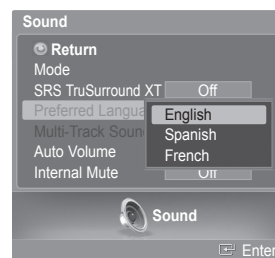 Sound
Return
Mode
SRS TruSurround XT Off
Preferred Langua
English
Multi-Track Soun
Spanish
Auto Volume
French
Internal Mute Off
Sound
Enter